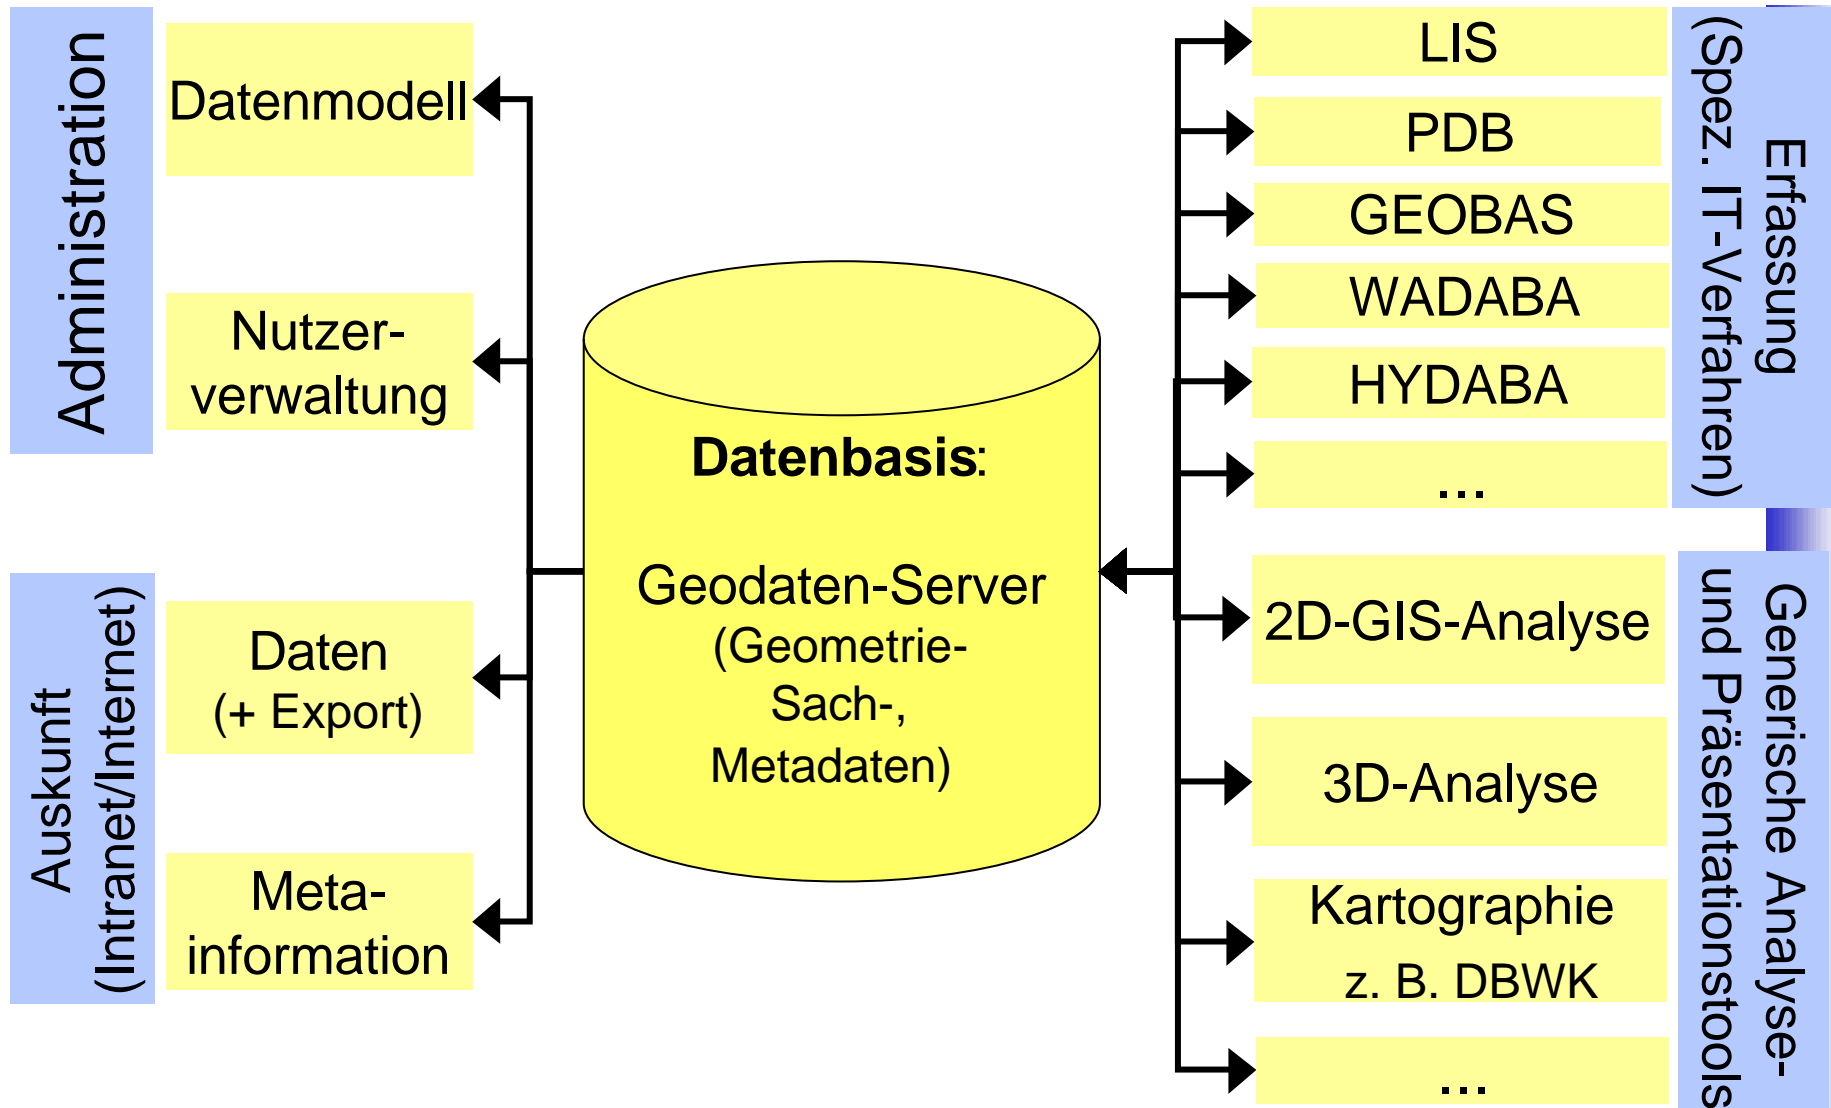 Administration
Datenmodell
Nutzer-
verwaltung
Auskunft
(Intranet/Internet)
Daten
(+ Export)
Meta-
information
Datenbasis:
Geodaten-Server
(Geometrie-
Sach-,
Metadaten)
LIS
PDB
GEOBAS
WADABA
HYDABA
...
Erfassung
(Spez. IT-Verfahren)
2D-GIS-Analyse
3D-Analyse
Kartographie
z. B. DBWK
...
Generische Analyse-
und Präsentationstools